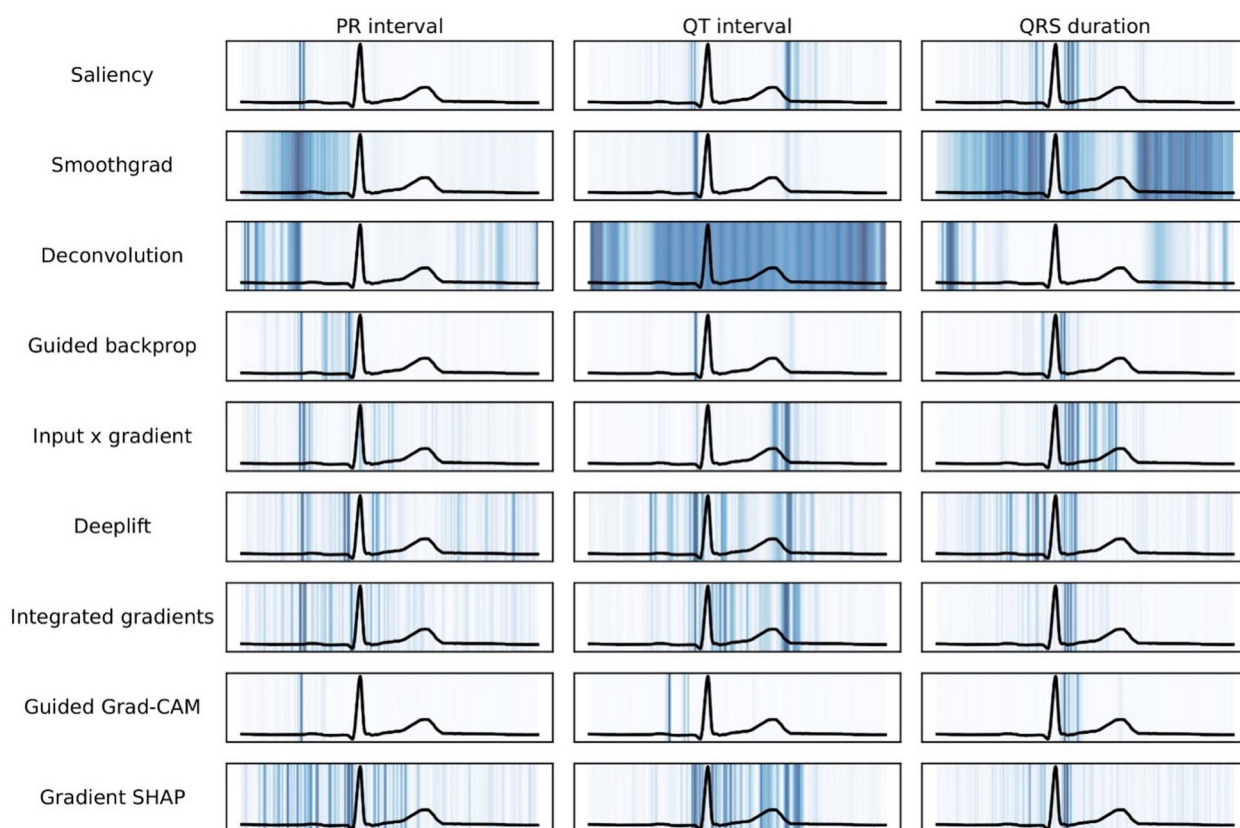 PR interval QT interval QRS duration
Saliency
Smoothgrad
Deconvolution
Guided backprop
Input x gradient
Deeplift
Integrated gradients
Guided Grad-CAM
Gradient SHAP